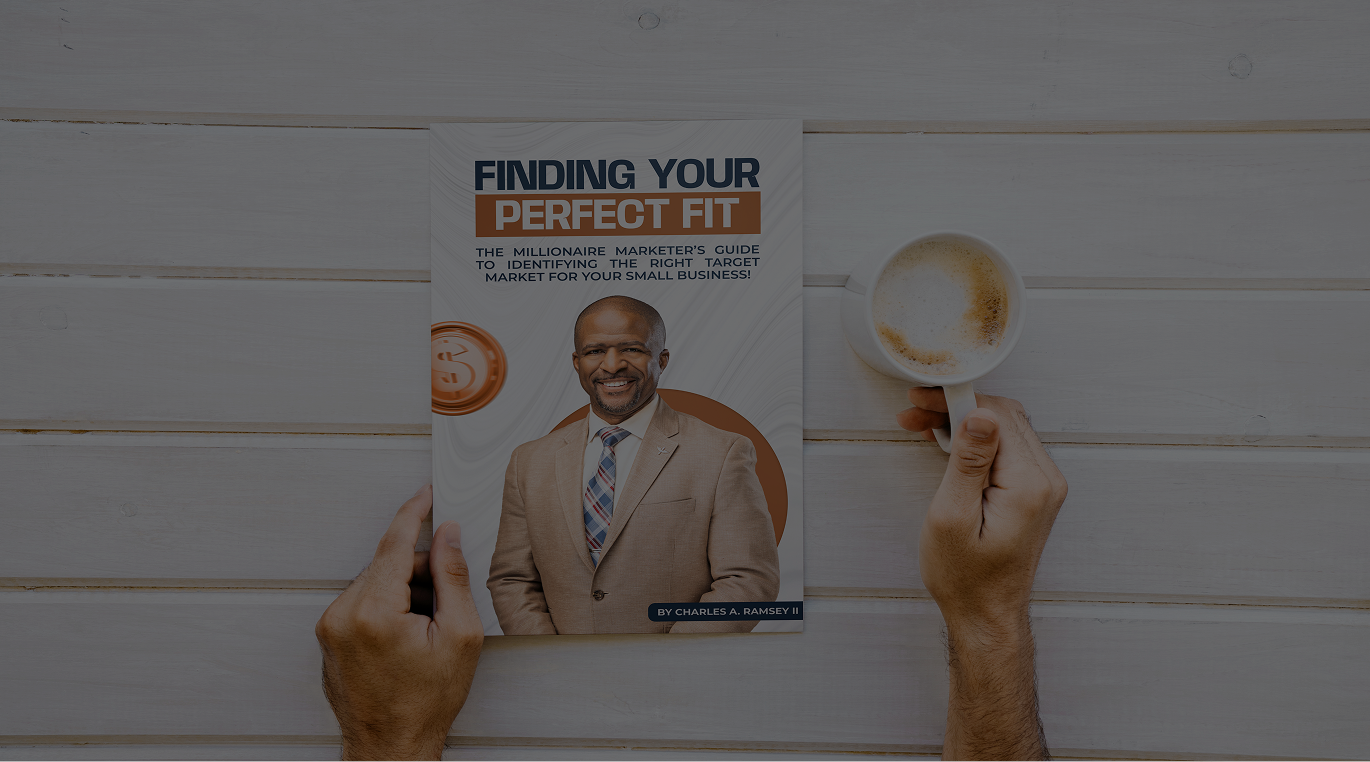 FINDING YOUR
PERFECT FIT
THE MILLIONAIRE MARKETER'S GUIDE
TO IDENTIFYING THE RIGHT TARGET
MARKET FOR YOUR SMALL BUSINESS!
$
BY CHARLES A. RAMSEY II